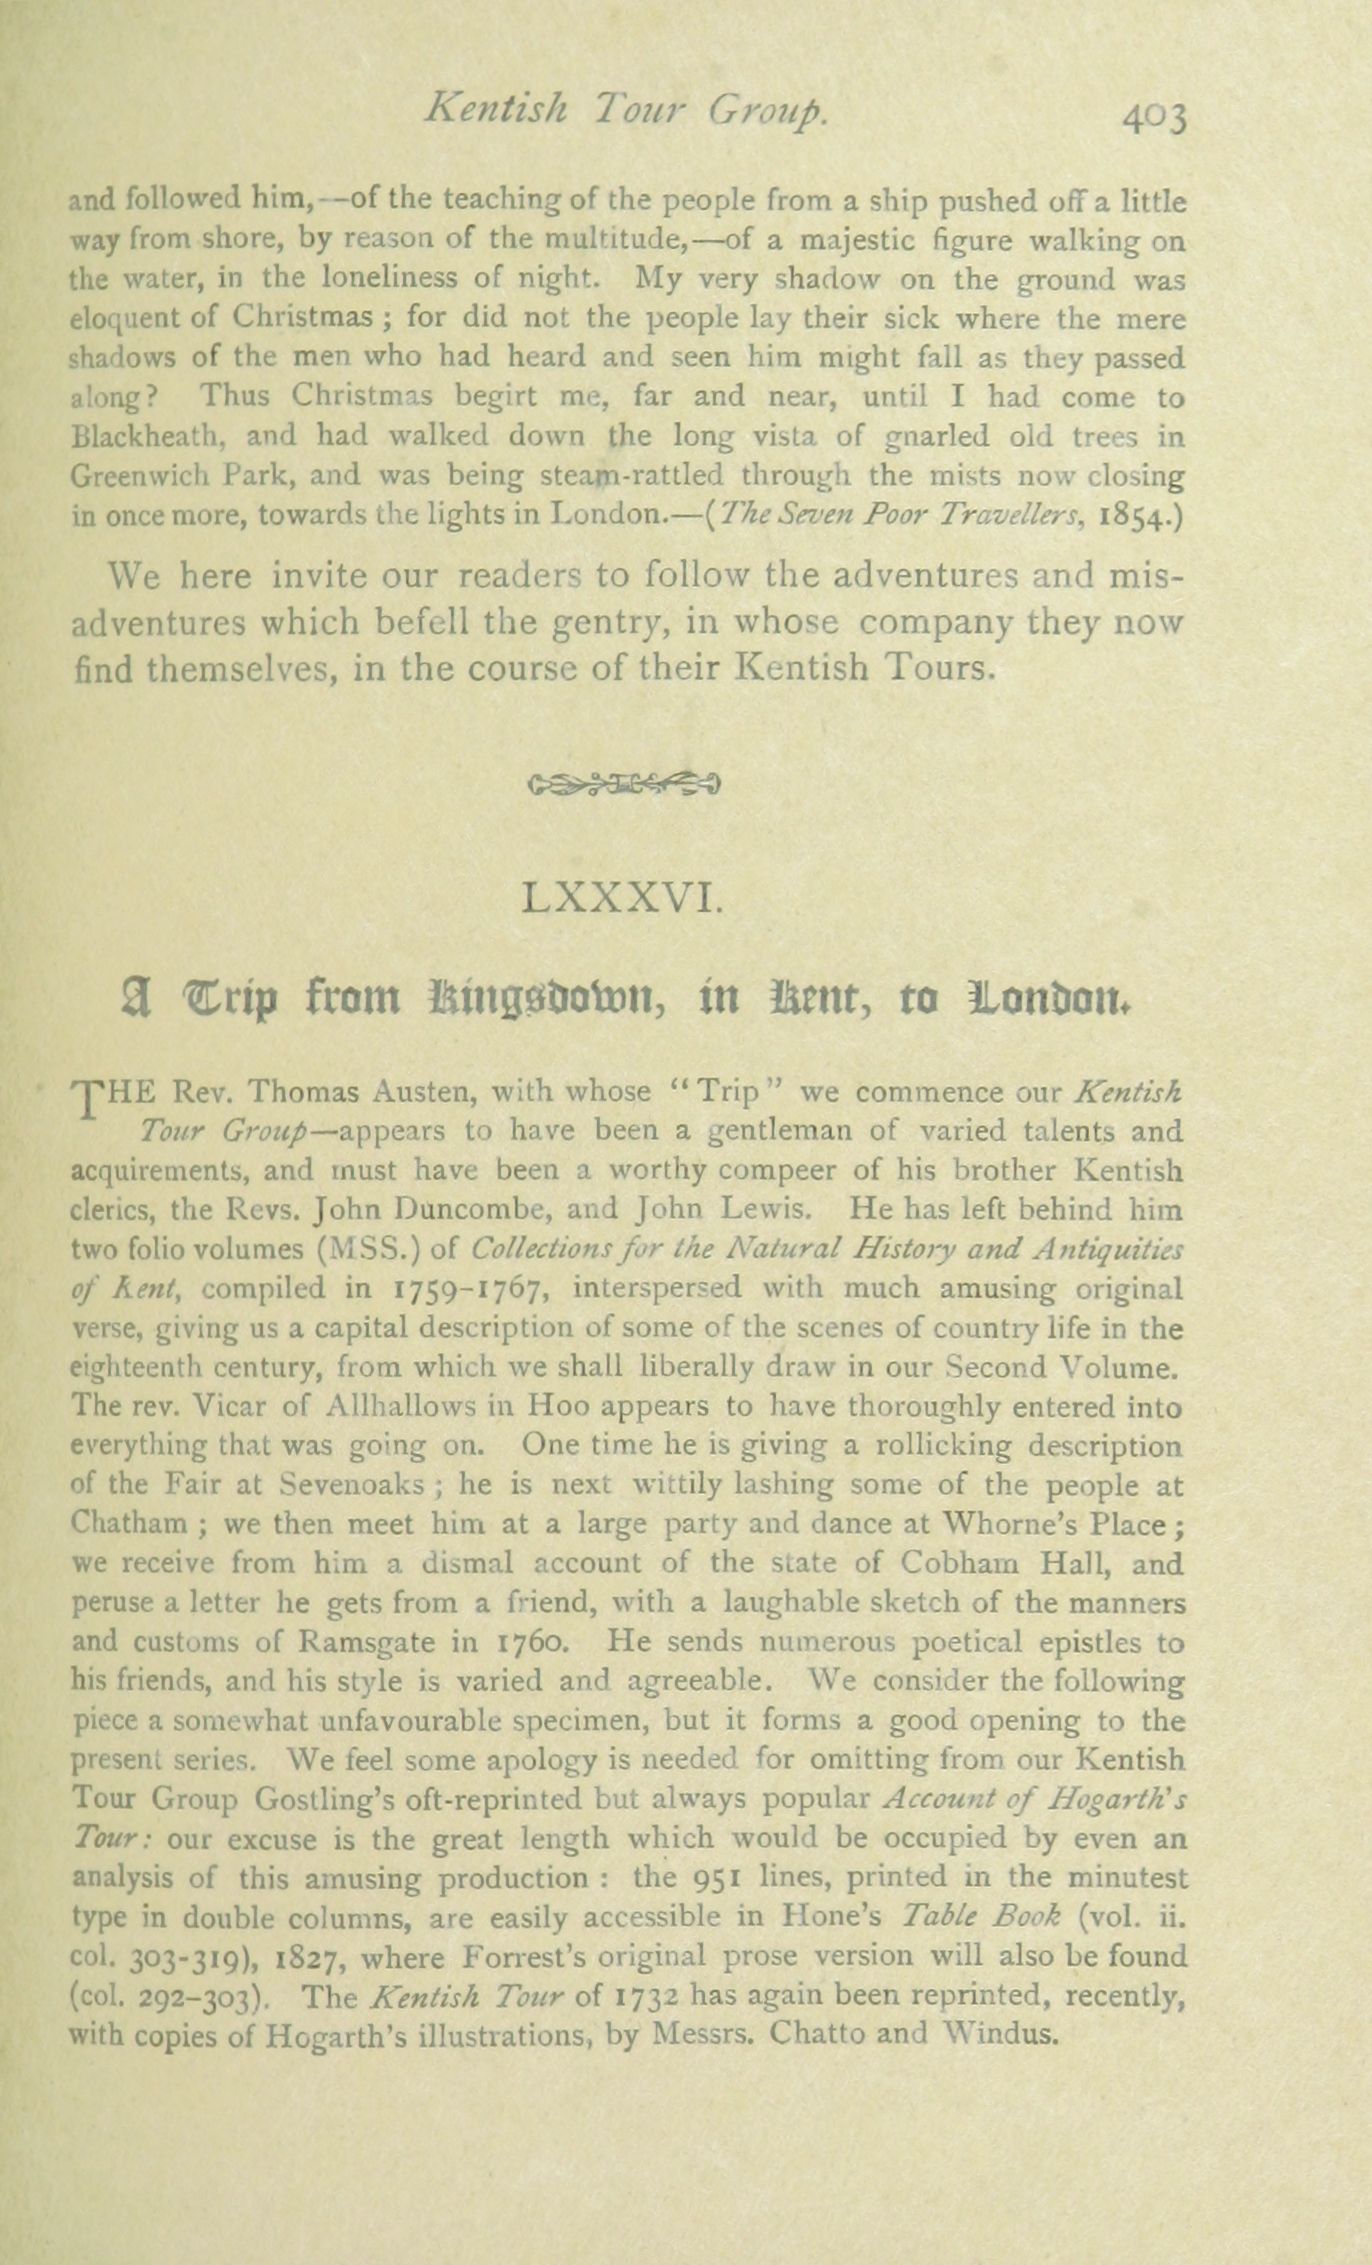 Kentish Tour Group. 403
and followed him,—of the teaching of the people from a ship pushed off a little
way from shore, by reason of the multitude,—of a majestic figure walking on
the water, in the loneliness of night. My very shadow on the ground was
eloquent of Christmas ; for did not the people lay their sick where the mere
shadows of the men who had heard and seen him might fall as they passed
along? Thus Christmas begirt me, far and near, until I had come to
Blackheath, and had walked down the long vista of gnarled old trees in
Greenwich Park, and was being steam-rattled through the mists now closing
in once more, towards the lights in London.—(The Seven Poor Travellers, 1854.)
We here invite our readers to follow the adventures and mis-
adventures which befell the gentry, in whose company they now
find themselves, in the course of their Kentish Tours.
LXXXVI.
A Trip from Kingsdown, in Kent, to London.
THE Rev. Thomas Austen, with whose “Trip” we commence our Kentish
Tour Group—appears to have been a gentleman of varied talents and
acquirements, and must have been a worthy compeer of his brother Kentish
clerics, the Revs. John Duncombe, and John Lewis. He has left behind him
two folio volumes (MSS.) of Collections for the Natural History and Antiquities
of Kent, compiled in 1759-1767, interspersed with much amusing original
verse, giving us a capital description of some of the scenes of country life in the
eighteenth century, from which we shall liberally draw in our Second Volume.
The rev. Vicar of Allhallows in Hoo appears to have thoroughly entered into
everything that was going on. One time he is giving a rollicking description
of the Fair at Sevenoaks ; he is next wittily lashing some of the people at
Chatham ; we then meet him at a large party and dance at Whorne’s Place ;
we receive from him a dismal account of the state of Cobham Hall, and
peruse a letter he gets from a friend, with a laughable sketch of the manners
and customs of Ramsgate in 1760. He sends numerous poetical epistles to
his friends, and his style is varied and agreeable. We consider the following
piece a somewhat unfavourable specimen, but it forms a good opening to the
present series. We feel some apology is needed for omitting from our Kentish
Tour Group Gostling’s oft-reprinted but always popular Account of Hogarth's
Tour: our excuse is the great length which would be occupied by even an
analysis of this amusing production : the 951 lines, printed in the minutest
type in double columns, are easily accessible in Hone’s Table Book (vol. ii.
col. 303-319), 1827, where Forrest’s original prose version will also be found
(col. 292-303). The Kentish Tour of 1732 has again been reprinted, recently,
with copies of Hogarth’s illustrations, by Messrs. Chatto and Windus.